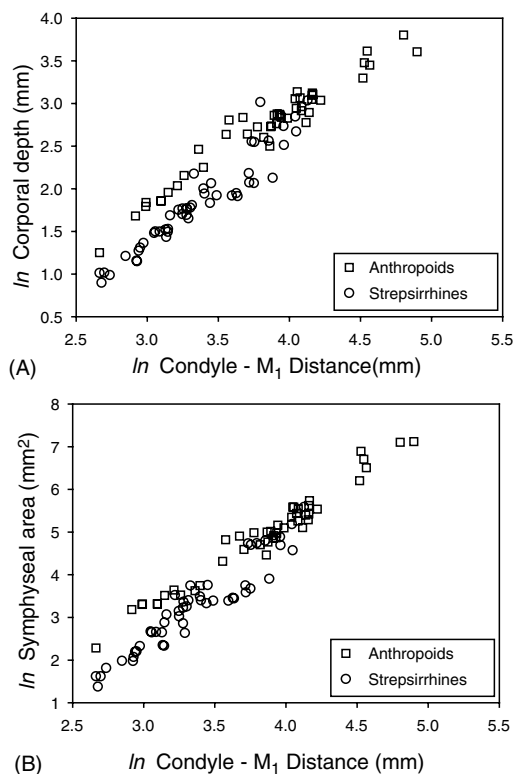 4.0
3.5
3.0
2.5
2.0
1.5
1.0
0.5
ln Corporal depth (mm)
Anthropoids
Strepsirrhines
2.5 3.0 3.5 4.0 4.5 5.0 5.5
(A) ln Condyle - M1 Distance(mm)
8
7
6
5
4
3
2
1
ln Symphyseal area (mm²)
Anthropoids
Strepsirrhines
2.5 3.0 3.5 4.0 4.5 5.0 5.5
(B) ln Condyle - M1 Distance (mm)